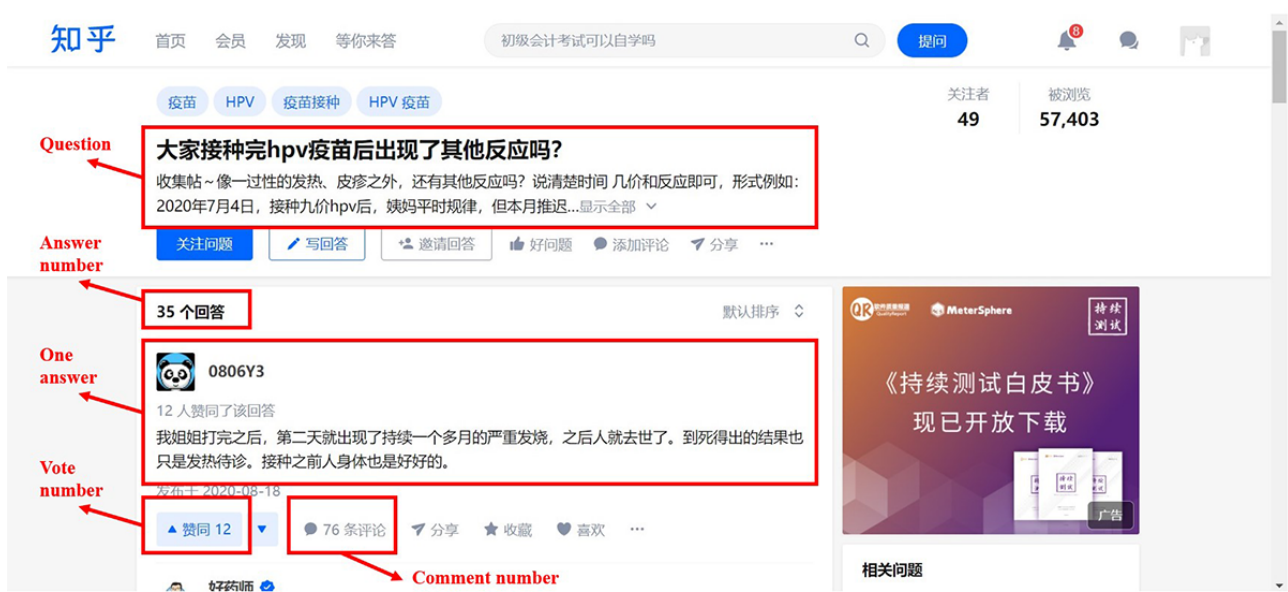 知乎 首页 会员 发现 等你来答 初级会计考试可以自学吗 提问 8
疫苗 HPV 疫苗接种 HPV 疫苗
关注者 被浏览
49 57,403
Question
大家接种完hpv疫苗后出现了其他反应吗？
收集帖～像一过性的发热、皮疹之外，还有其他反应吗？说清楚时间 几价和反应即可，形式例如：
2020年7月4日，接种九价hpv后，姨妈平时规律，但本月推迟...显示全部
Answer
number
关注问题 写回答 邀请回答 好问题 添加评论 分享 ···
35 个回答 默认排序
One
answer
0806Y3
12 人赞同了该回答
我姐姐打完之后，第二天就出现了持续一个多月的严重发烧，之后人就去世了。到死得出的结果也
只是发热待诊。接种之前人身体也是好好的。
Vote
number
发布于 2020-08-18
赞同 12 76 条评论 分享 收藏 喜欢 ···
Comment number
好药师
QR MeterSphere
持续
测试
《持续测试白皮书》
现已开放下载
广告
相关问题